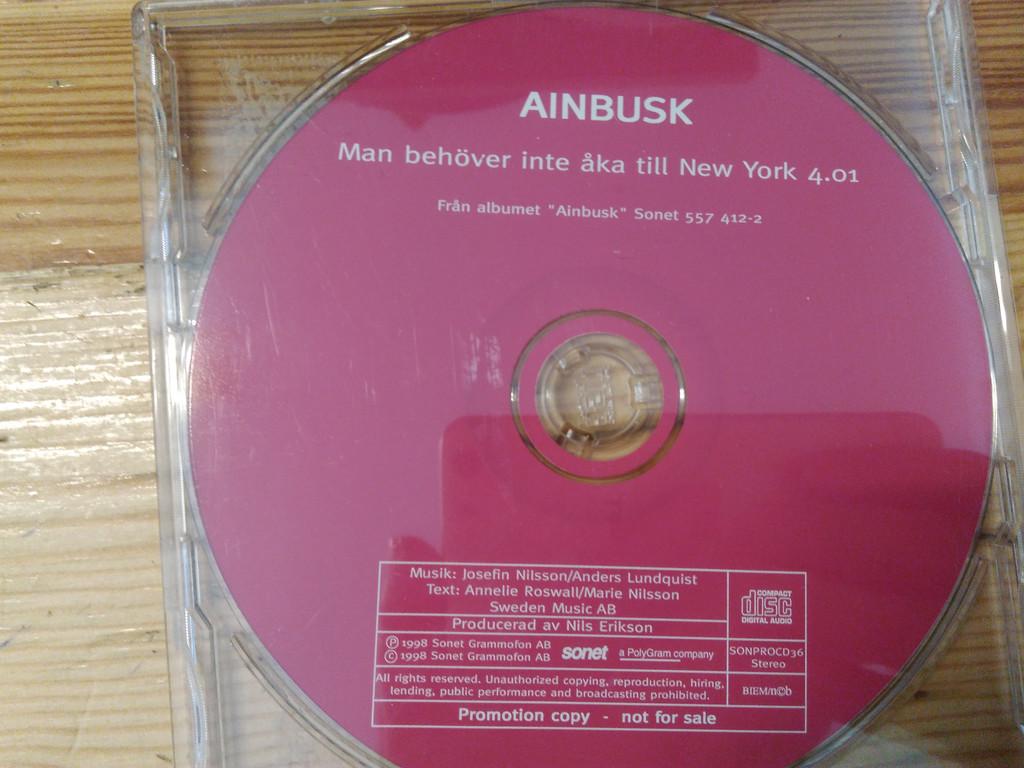 AINBUSK
Man behöver inte åka till New York 4.01
Från albumet "Ainbusk" Sonet 557 412-2
Musik: Josefin Nilsson/Anders Lundquist
Text: Annelie Roswall/Marie Nilsson
Sweden Music AB
Producerad av Nils Erikson
℗ 1998 Sonet Grammofon AB
© 1998 Sonet Grammofon AB
sonet
a PolyGram company
All rights reserved. Unauthorized copying, reproduction, hiring,
lending, public performance and broadcasting prohibited.
COMPACT
disc
DIGITAL AUDIO
SONPROCD36
Stereo
BIEM/n©b
Promotion copy - not for sale